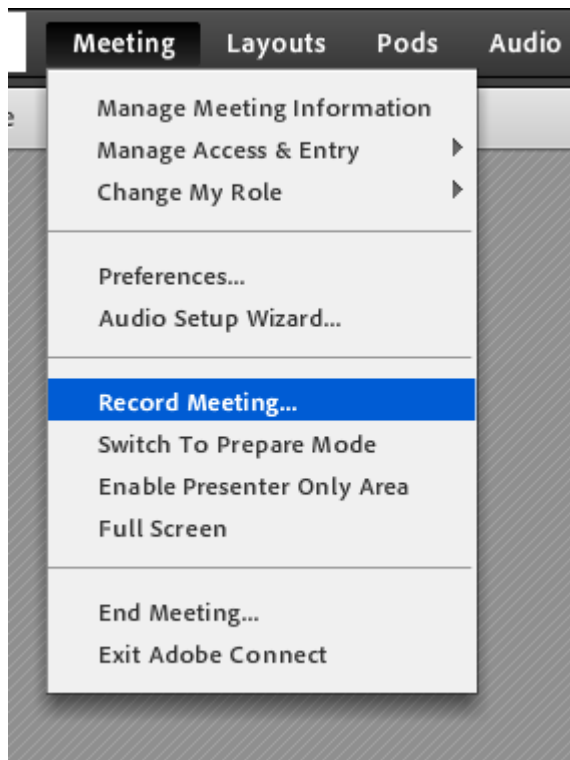 Meeting Layouts Pods Audio
Manage Meeting Information
Manage Access & Entry
Change My Role
Preferences...
Audio Setup Wizard...
Record Meeting...
Switch To Prepare Mode
Enable Presenter Only Area
Full Screen
End Meeting...
Exit Adobe Connect